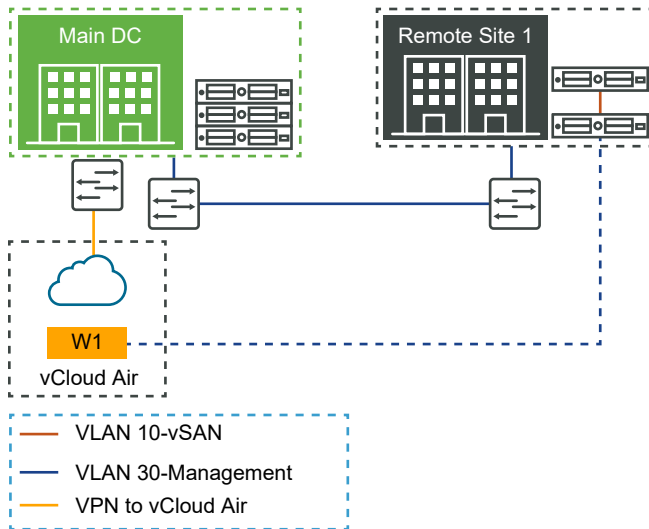 Main DC
Remote Site 1
W1
vCloud Air
VLAN 10-vSAN
VLAN 30-Management
VPN to vCloud Air